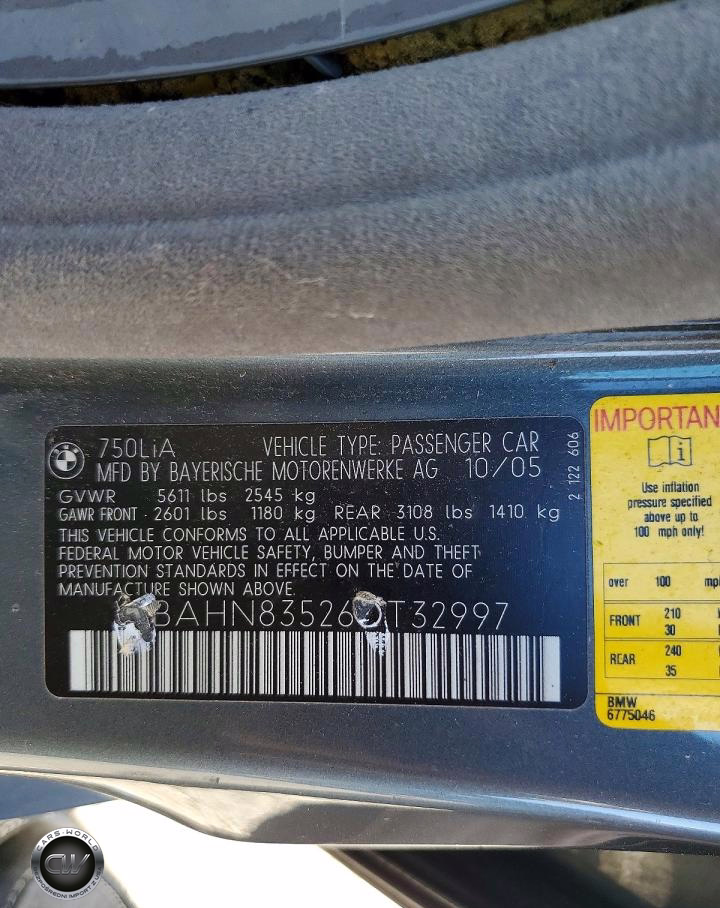 750LiA VEHICLE TYPE: PASSENGER CAR
MFD BY BAYERISCHE MOTORENWERKE AG 10/05
GVWR 5611 lbs 2545 kg
GAWR FRONT 2601 lbs 1180 kg REAR 3108 lbs 1410 kg
THIS VEHICLE CONFORMS TO ALL APPLICABLE U.S.
FEDERAL MOTOR VEHICLE SAFETY, BUMPER AND THEFT
PREVENTION STANDARDS IN EFFECT ON THE DATE OF
MANUFACTURE SHOWN ABOVE.
2 122 606
IMPORTAN
Use inflation
pressure specified
above up to
100 mph only!
over 100 mp
FRONT 210
30
REAR 240
35
BMW
6775046
CARS-WORLD
CW